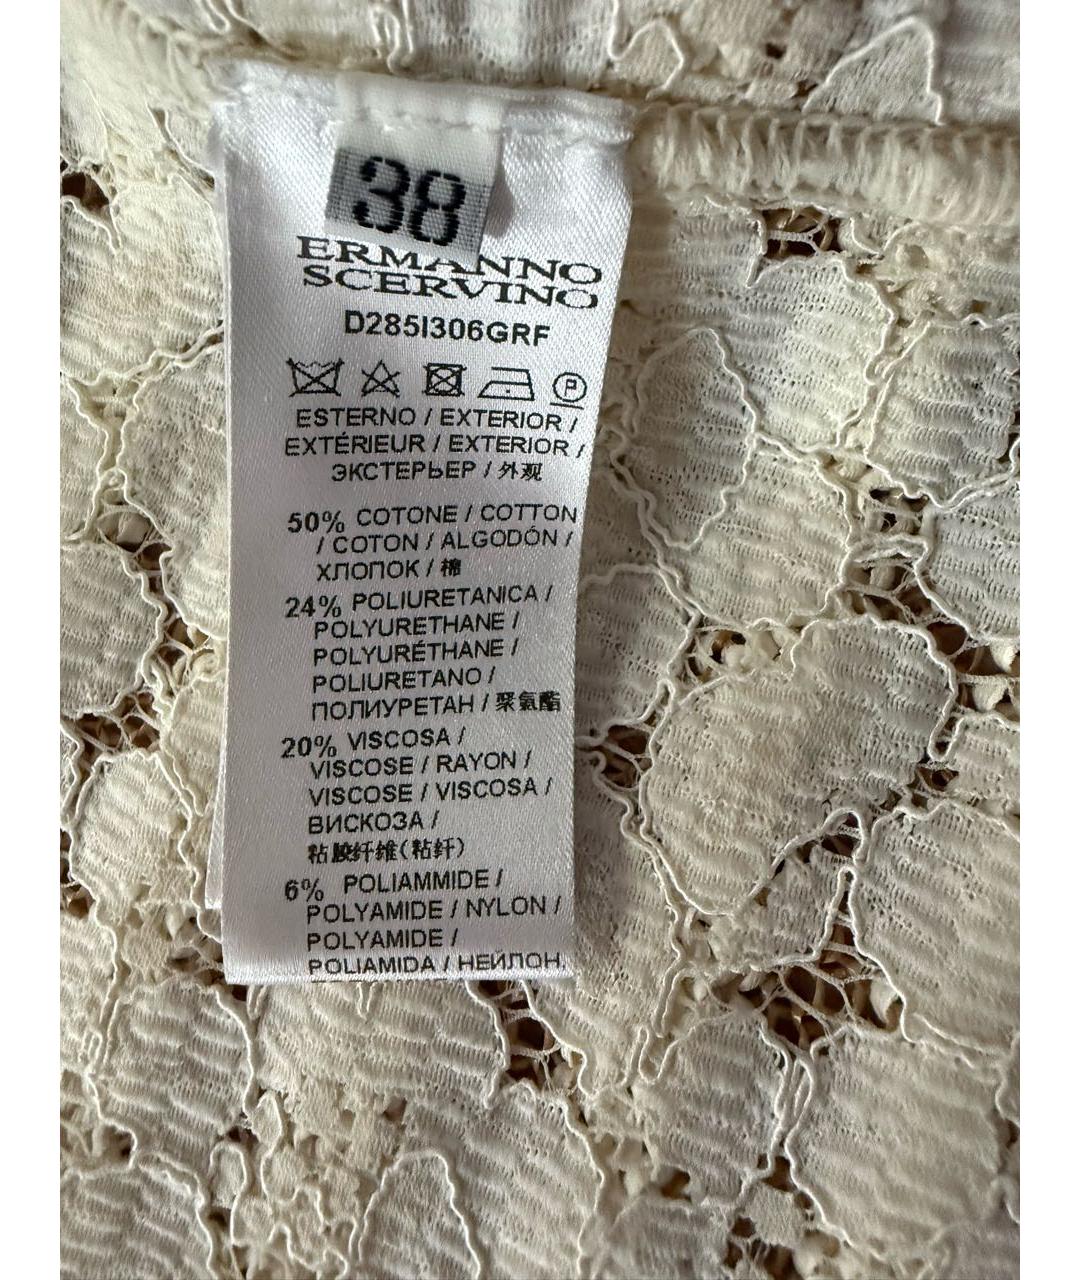 38
ERMANNO
SCERVINO
D285I306GRF
P
ESTERNO / EXTERIOR /
EXTÉRIEUR / EXTERIOR /
ЭКСТЕРЬЕР / 外观
50% COTONE / COTTON
/ COTON / ALGODÓN /
ХЛОПОК / 棉
24% POLIURETANICA /
POLYURETHANE /
POLYURÉTHANE /
POLIURETANO /
ПОЛИУРЕТАН / 聚氨酯
20% VISCOSA /
VISCOSE / RAYON /
VISCOSE / VISCOSA /
ВИСКОЗА /
粘胶纤维(粘纤)
6% POLIAMMIDE /
POLYAMIDE / NYLON /
POLYAMIDE /
POLIAMIDA / НЕЙЛОН